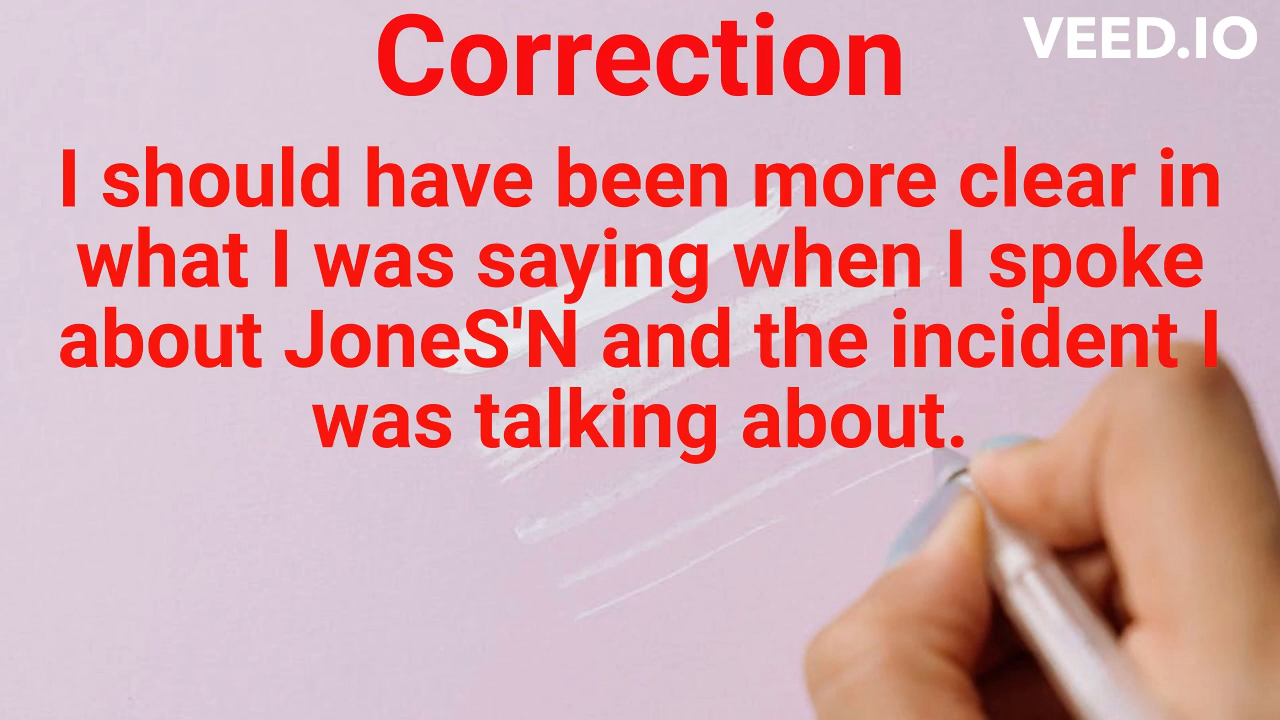 Correction
VEED.IO
I should have been more clear in
what I was saying when I spoke
about JoneS'N and the incident I
was talking about.